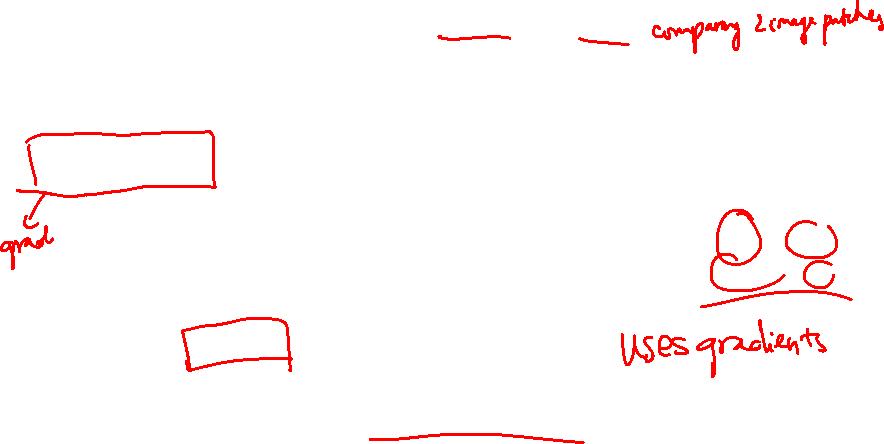 comparing 2 image patches
grad
uses gradients